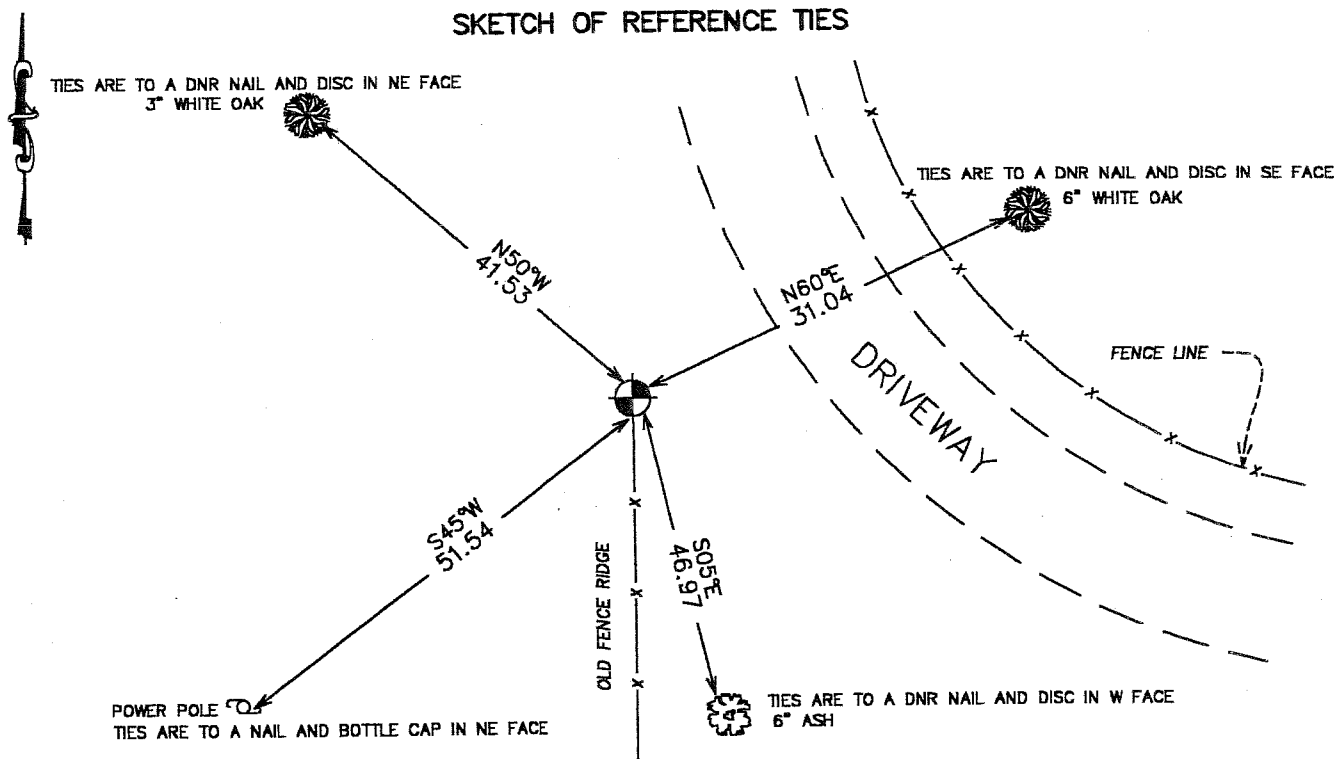 SKETCH OF REFERENCE TIES
TIES ARE TO A DNR NAIL AND DISC IN NE FACE
3" WHITE OAK
TIES ARE TO A DNR NAIL AND DISC IN SE FACE
6" WHITE OAK
N50°W
41.53
N60°E
31.04
FENCE LINE
DRIVEWAY
S45°W
51.54
S05°E
46.97
OLD FENCE RIDGE
POWER POLE
TIES ARE TO A NAIL AND BOTTLE CAP IN NE FACE
TIES ARE TO A DNR NAIL AND DISC IN W FACE
6" ASH